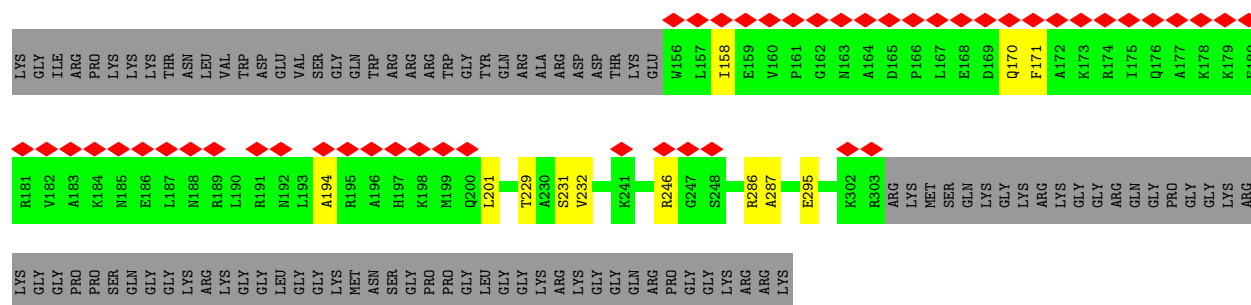 LYS GLY ILE ARG PRO LYS LYS LYS THR ASN LEU VAL TRP ASP GLU VAL SER GLY GLN TRP ARG ARG ARG TRP GLY TYR GLN ARG ALA ARG ASP ASP THR LYS GLU W156 L157 I158 E159 V160 P161 G162 N163 A164 D165 P166 L167 E168 D169 Q170 F171 A172 K173 R174 I175 Q176 A177 K178 K179 E180
R181 V182 A183 K184 N185 E186 L187 N188 R189 L190 R191 N192 L193 A194 R195 A196 H197 K198 M199 Q200 L201 T229 A230 S231 V232 K241 R246 G247 S248 R286 A287 E295 K302 R303 ARG LYS MET SER GLN LYS GLY LYS ARG LYS GLY GLY ARG GLN GLY PRO GLY GLY LYS ARG
LYS GLY GLY PRO PRO SER GLN GLY GLY LYS ARG LYS GLY GLY LEU GLY GLY LYS MET ASN SER GLY PRO PRO GLY LEU GLY GLY LYS ARG LYS GLY GLY GLN ARG PRO GLY GLY LYS ARG ARG LYS